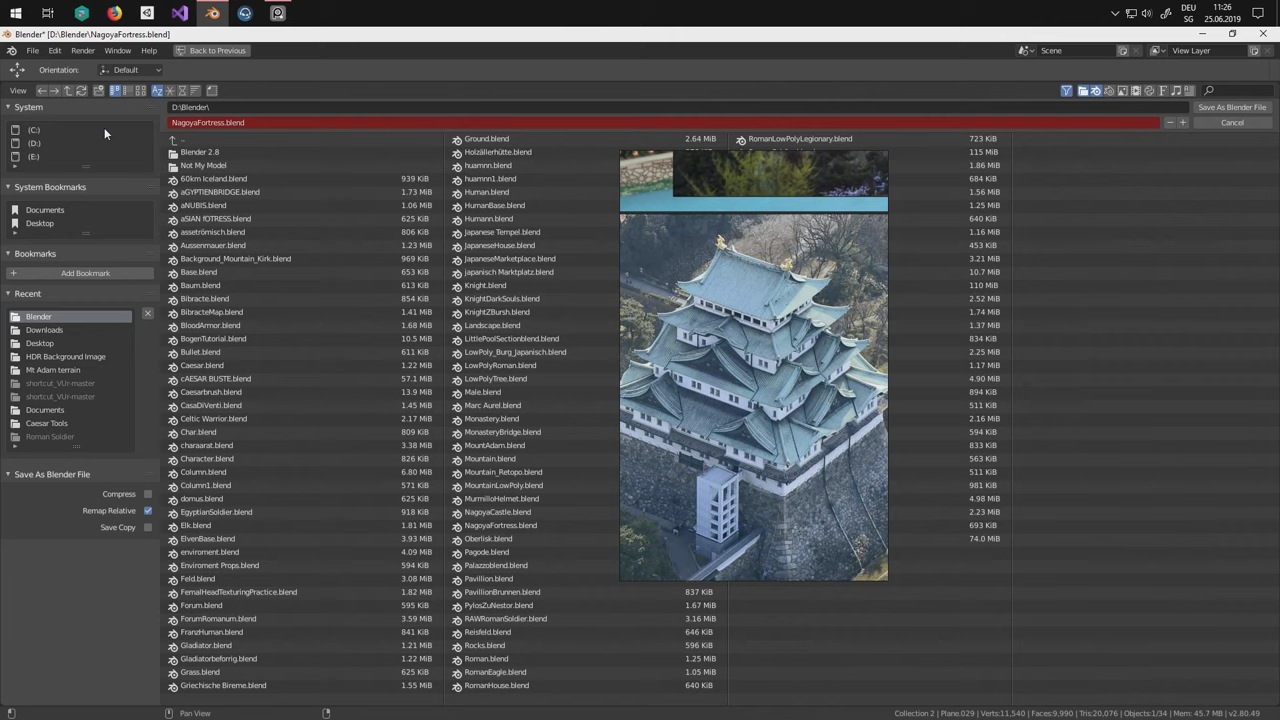 DEU
11:26
SG
25.06.2019
Blender* [D:\Blender\NagoyaFortress.blend]
File Edit Render Window Help Back to Previous Scene View Layer
Orientation: Default
View
System D:\Blender\ Save As Blender File
NagoyaFortress.blend Cancel
(C:)
(D:)
(E:)
System Bookmarks
Documents
Desktop
Bookmarks
Add Bookmark
Recent
Blender
Downloads
Desktop
HDR Background Image
Mt Adam terrain
shortcut_VUr-master
shortcut_VUr-master
Documents
Caesar Tools
Roman Soldier
Save As Blender File
Compress
Remap Relative
Save Copy
..
Blender 2.8
Not My Model
60km Iceland.blend 939 KiB
aGYPTIENBRIDGE.blend 1.73 MiB
aNUBIS.blend 1.06 MiB
aSIAN fOTRESS.blend 625 KiB
assetrömisch.blend 806 KiB
Aussenmauer.blend 1.23 MiB
Background_Mountain_Kirk.blend 969 KiB
Base.blend 653 KiB
Baum.blend 613 KiB
Bibracte.blend 854 KiB
BibracteMap.blend 1.41 MiB
BloodArmor.blend 1.68 MiB
BogenTutorial.blend 10.5 MiB
Bullet.blend 611 KiB
Caesar.blend 1.22 MiB
cAESAR BUSTE.blend 57.1 MiB
Caesarbrush.blend 13.9 MiB
CasaDiVenti.blend 1.45 MiB
Celtic Warrior.blend 2.17 MiB
Char.blend 809 KiB
charaarat.blend 3.38 MiB
Character.blend 826 KiB
Column.blend 6.80 MiB
Column1.blend 571 KiB
domus.blend 625 KiB
EgyptianSoldier.blend 918 KiB
Elk.blend 1.81 MiB
ElvenBase.blend 3.93 MiB
enviroment.blend 4.09 MiB
Enviroment Props.blend 594 KiB
Feld.blend 3.08 MiB
FemalHeadTexturingPractice.blend 1.82 MiB
Forum.blend 595 KiB
ForumRomanum.blend 3.59 MiB
FranzHuman.blend 841 KiB
Gladiator.blend 1.21 MiB
Gladiatorbeforrig.blend 1.22 MiB
Grass.blend 625 KiB
Griechische Bireme.blend 1.55 MiB
Ground.blend 2.64 MiB
Holzällerhütte.blend
huamnn.blend
huamnn1.blend
Human.blend
HumanBase.blend
Humann.blend
Japanese Tempel.blend
JapaneseHouse.blend
JapaneseMarketplace.blend
japanisch Marktplatz.blend
Knight.blend
KnightDarkSouls.blend
KnightZBursh.blend
Landscape.blend
LittlePoolSectionblend.blend
LowPoly_Burg_Japanisch.blend
LowPolyRoman.blend
LowPolyTree.blend
Male.blend
Marc Aurel.blend
Monastery.blend
MonasteryBridge.blend
MountAdam.blend
Mountain.blend
Mountain_Retopo.blend
MountainLowPoly.blend
MurmilloHelmet.blend
NagoyaCastle.blend
NagoyaFortress.blend
Oberlisk.blend
Pagode.blend
Palazzoblend.blend
Pavillion.blend
PavillionBrunnen.blend 837 KiB
PylosZuNestor.blend 1.67 MiB
RAWRomanSoldier.blend 3.16 MiB
Reisfeld.blend 646 KiB
Rocks.blend 596 KiB
Roman.blend 1.25 MiB
RomanEagle.blend 1.05 MiB
RomanHouse.blend 640 KiB
RomanLowPolyLegionary.blend 723 KiB
115 MiB
1.86 MiB
684 KiB
1.56 MiB
1.25 MiB
640 KiB
1.16 MiB
453 KiB
3.21 MiB
10.7 MiB
110 MiB
2.52 MiB
1.74 MiB
1.37 MiB
834 KiB
2.25 MiB
1.17 MiB
4.90 MiB
894 KiB
511 KiB
2.16 MiB
594 KiB
833 KiB
563 KiB
511 KiB
981 KiB
4.98 MiB
2.23 MiB
693 KiB
74.0 MiB
Pan View
Collection 2 | Plane.029 | Verts:11,540 | Faces:9,990 | Tris:20,076 | Objects:1/34 | Mem: 45.7 MB | v2.80.49